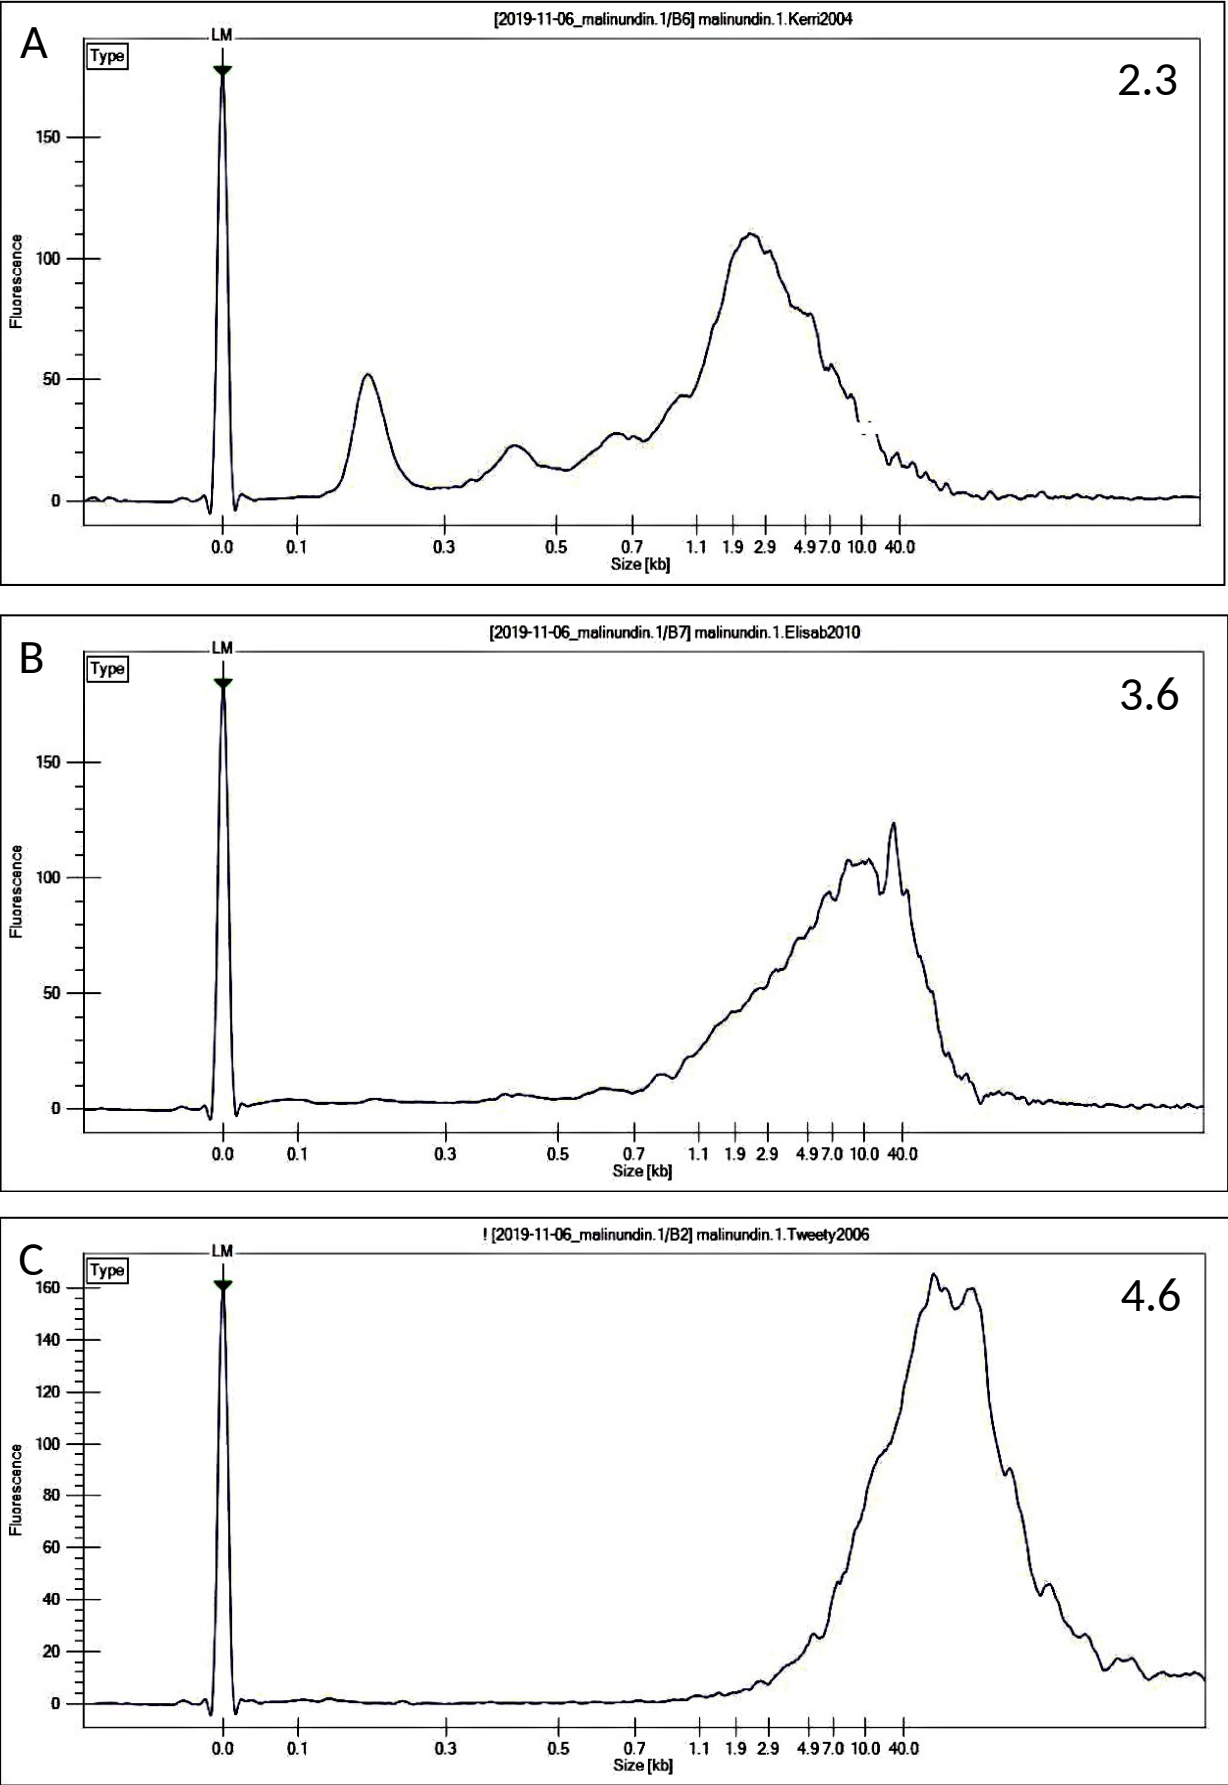 A
[2019-11-06_malinundin.1/B6] malinundin.1.Kerri2004
LM
Type
2.3
150
100
50
0
Fluorescence
0.0 0.1 0.3 0.5 0.7 1.1 1.9 2.9 4.9 7.0 10.0 40.0
Size [kb]
B
[2019-11-06_malinundin.1/B7] malinundin.1.Elisab2010
LM
Type
3.6
150
100
50
0
Fluorescence
0.0 0.1 0.3 0.5 0.7 1.1 1.9 2.9 4.9 7.0 10.0 40.0
Size [kb]
C
! [2019-11-06_malinundin.1/B2] malinundin.1.Tweety2006
LM
Type
4.6
160
140
120
100
80
60
40
20
0
Fluorescence
0.0 0.1 0.3 0.5 0.7 1.1 1.9 2.9 4.9 7.0 10.0 40.0
Size [kb]